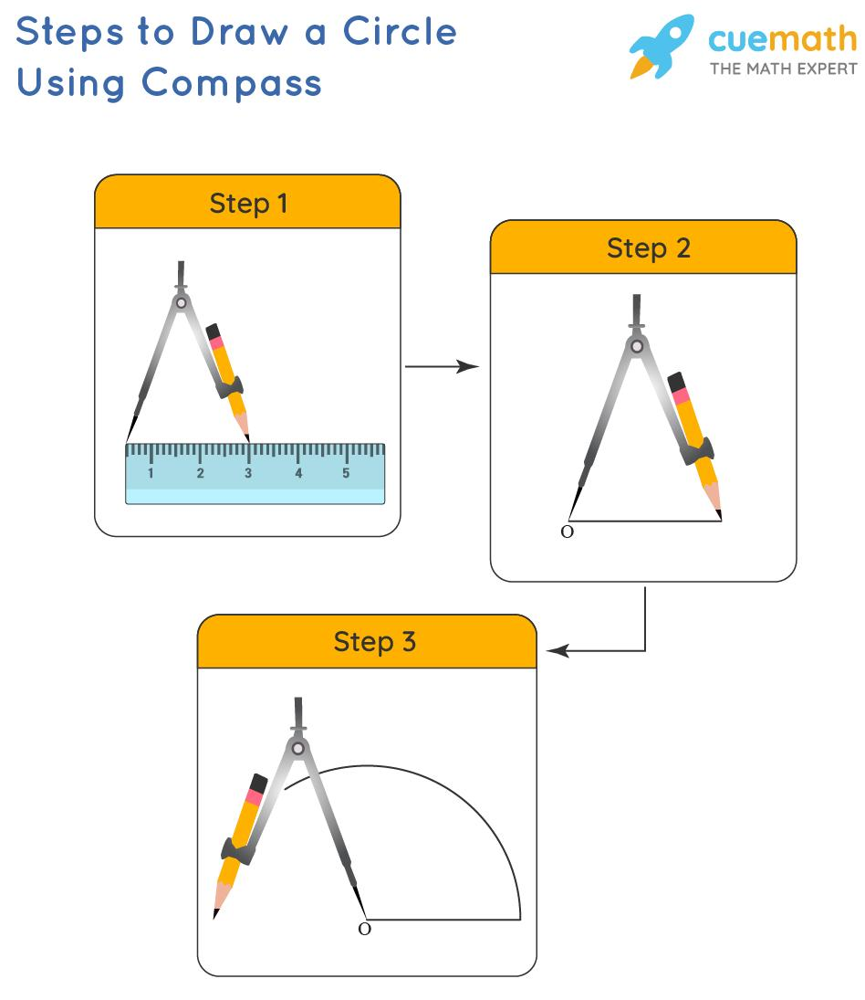 Steps to Draw a Circle
Using Compass
cuemath
THE MATH EXPERT
Step 1
1 2 3 4 5
Step 2
O
Step 3
O